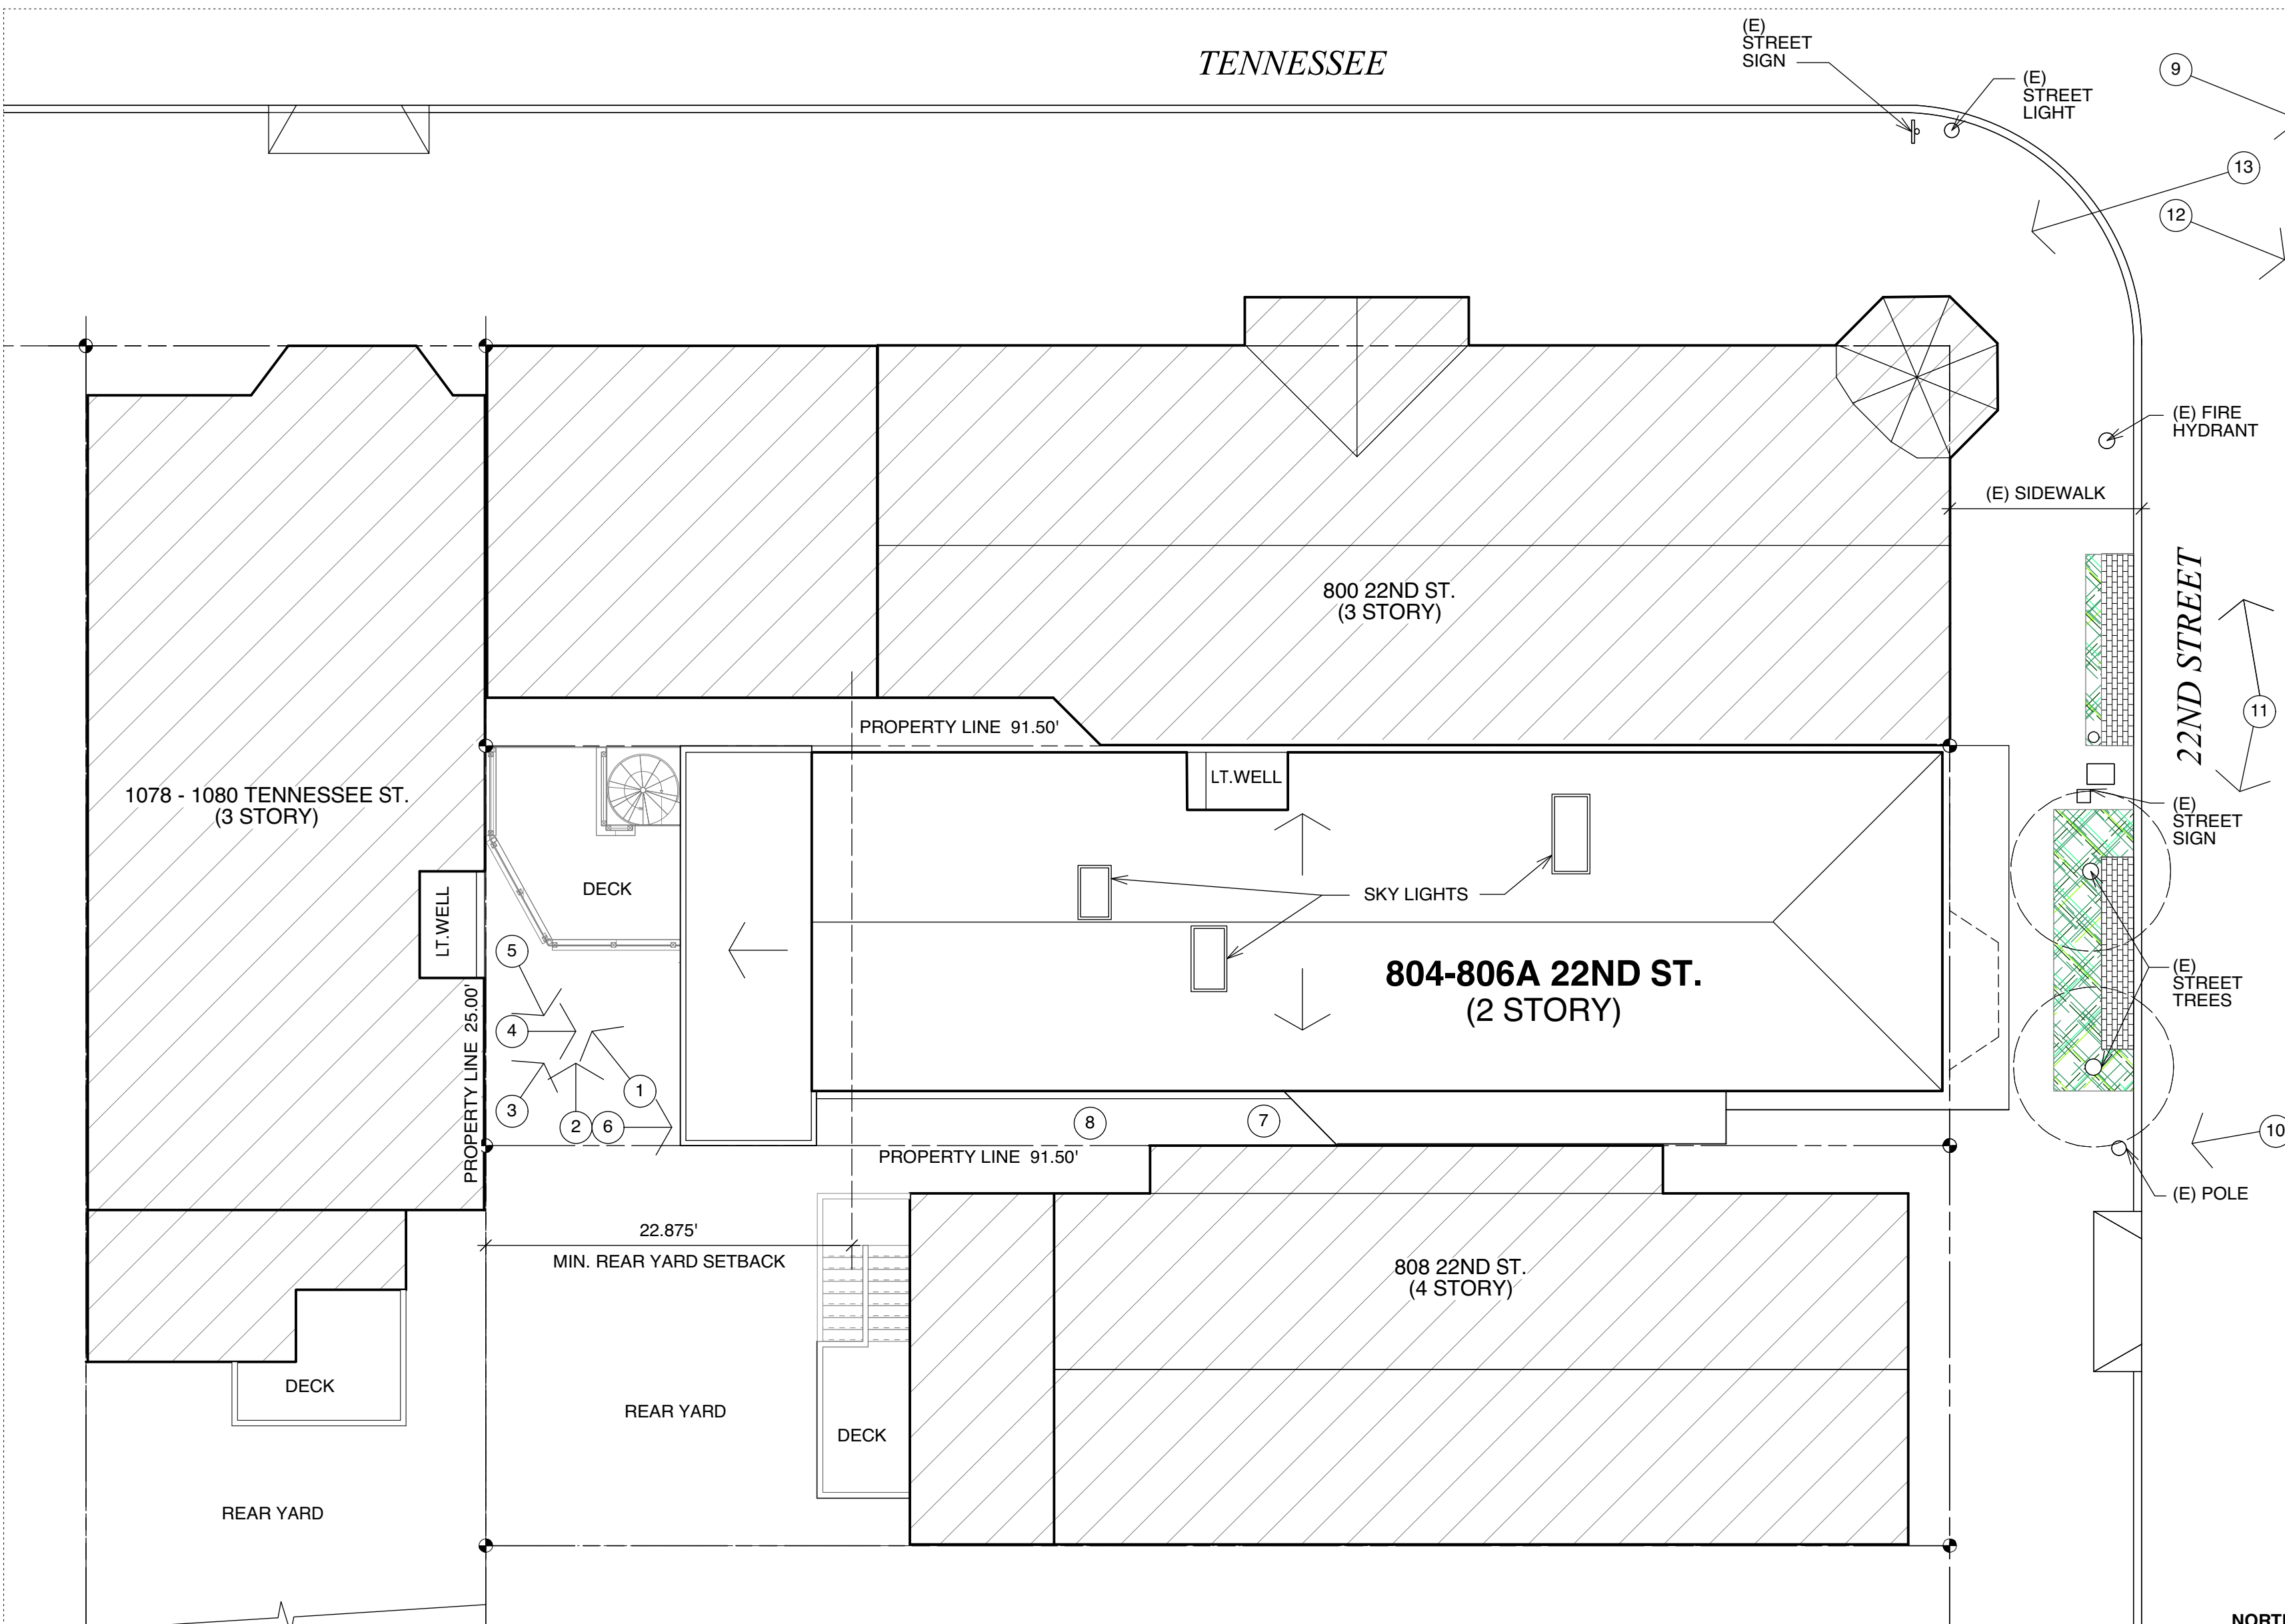 TENNESSEE
(E)
STREET
SIGN
(E)
STREET
LIGHT
9
13
12
(E) FIRE
HYDRANT
(E) SIDEWALK
800 22ND ST.
(3 STORY)
22ND STREET
11
PROPERTY LINE 91.50'
LT.WELL
1078 - 1080 TENNESSEE ST.
(3 STORY)
DECK
LT.WELL
SKY LIGHTS
(E)
STREET
SIGN
804-806A 22ND ST.
(2 STORY)
(E)
STREET
TREES
5
4
3
2
6
1
8
7
10
PROPERTY LINE 25.00'
PROPERTY LINE 91.50'
(E) POLE
22.875'
MIN. REAR YARD SETBACK
808 22ND ST.
(4 STORY)
DECK
REAR YARD
DECK
REAR YARD